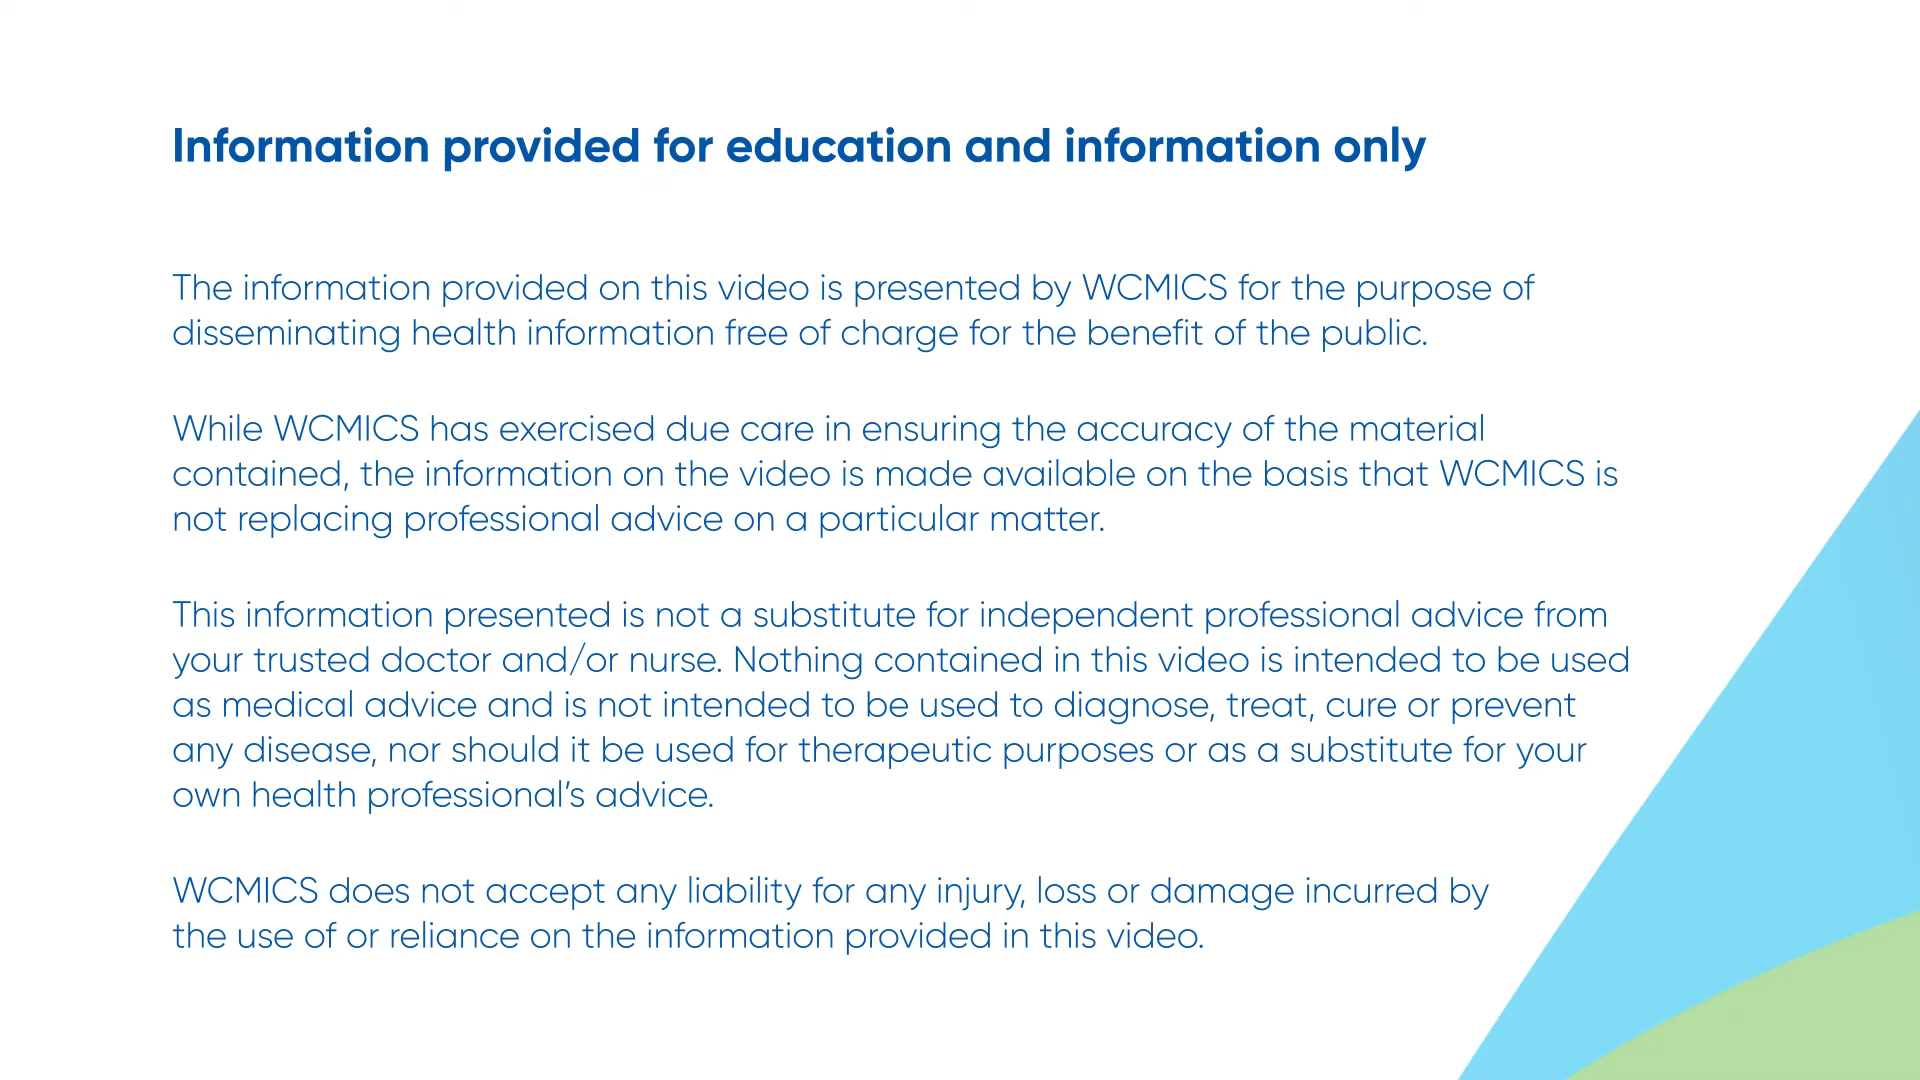 Information provided for education and information only
The information provided on this video is presented by WCMICS for the purpose of
disseminating health information free of charge for the benefit of the public.
While WCMICS has exercised due care in ensuring the accuracy of the material
contained, the information on the video is made available on the basis that WCMICS is
not replacing professional advice on a particular matter.
This information presented is not a substitute for independent professional advice from
your trusted doctor and/or nurse. Nothing contained in this video is intended to be used
as medical advice and is not intended to be used to diagnose, treat, cure or prevent
any disease, nor should it be used for therapeutic purposes or as a substitute for your
own health professional’s advice.
WCMICS does not accept any liability for any injury, loss or damage incurred by
the use of or reliance on the information provided in this video.